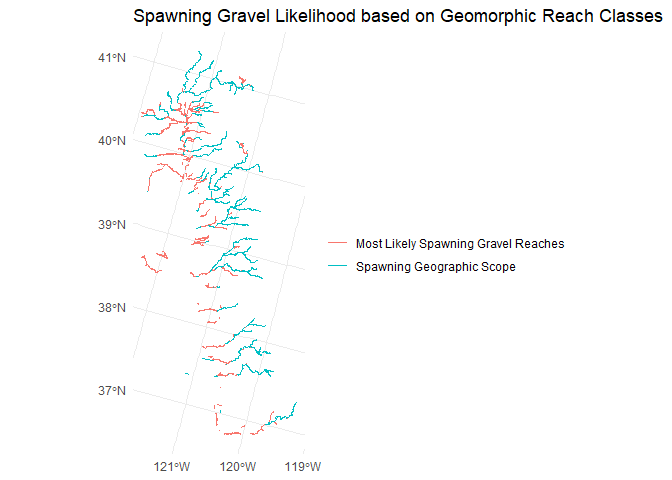 Spawning Gravel Likelihood based on Geomorphic Reach Classes
41°N
40°N
39°N
38°N
37°N
Most Likely Spawning Gravel Reaches
Spawning Geographic Scope
121°W 120°W 119°W